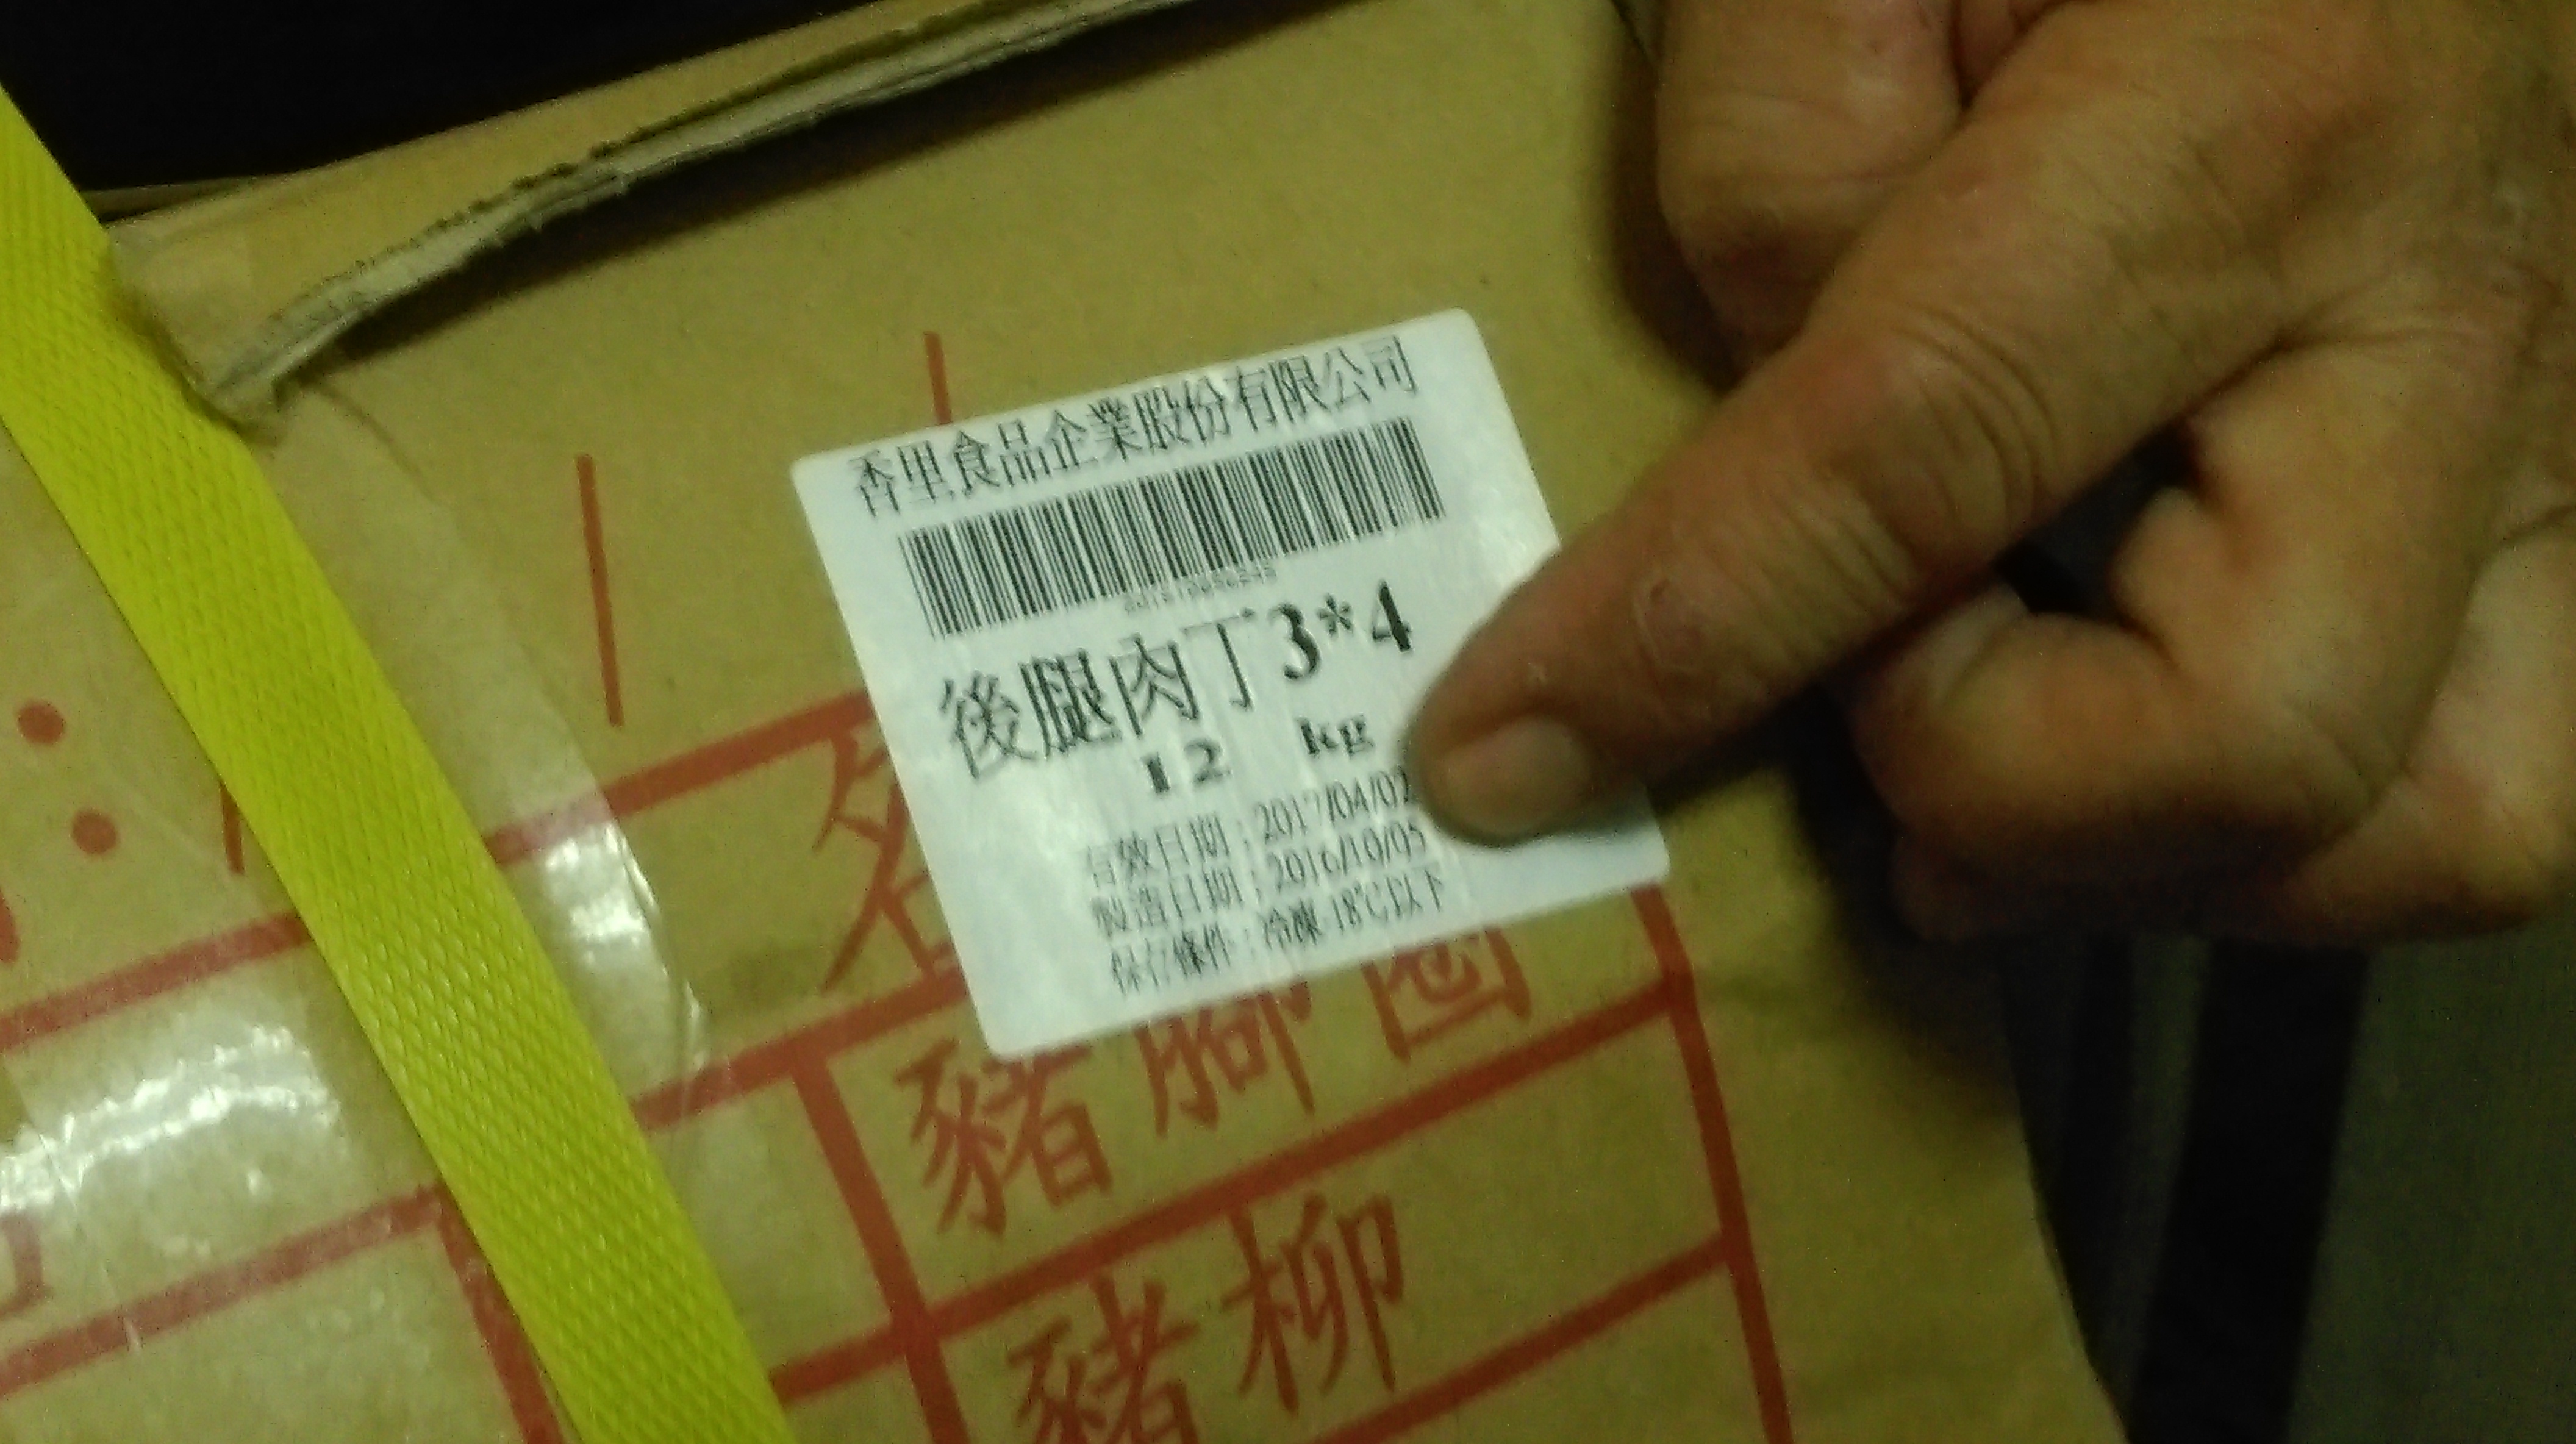 香里食品企業股份有限公司
後腿肉丁3*4
12 kg
有效日期：2017/04/02
製造日期：2016/10/05
保存條件：冷凍-18℃以下
名
豬腳圈
豬柳